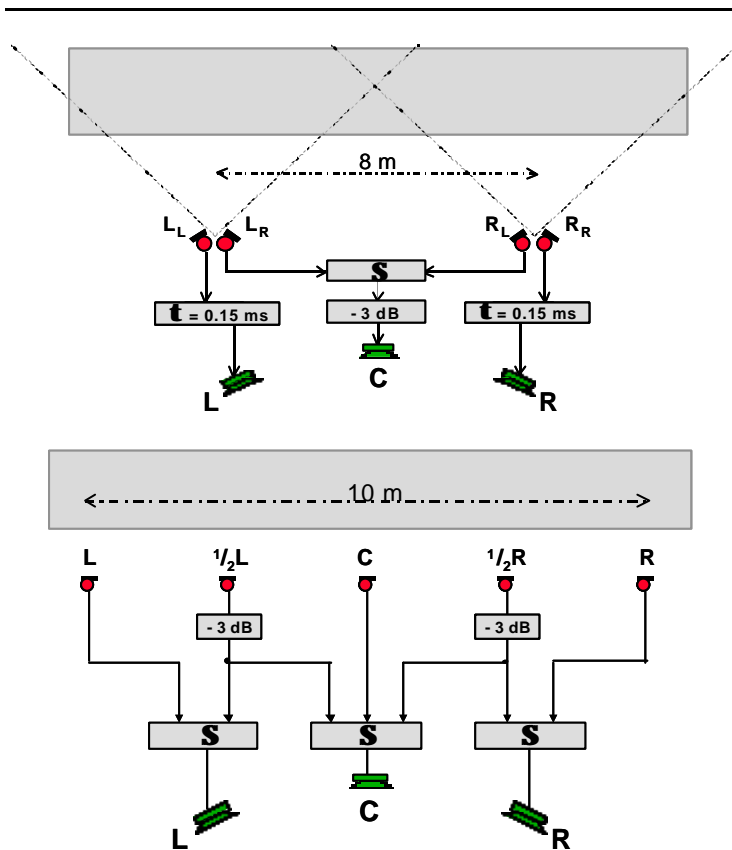 8 m
LL LR RL RR
S
t = 0.15 ms - 3 dB t = 0.15 ms
C
L R
10 m
L ¹/₂L C ¹/₂R R
- 3 dB - 3 dB
S S S
C
L R